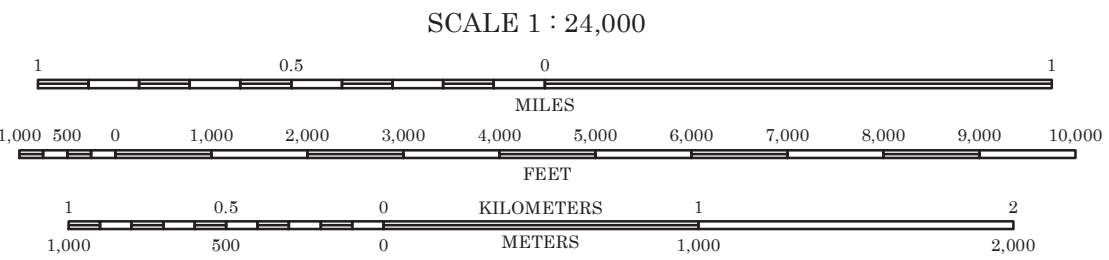 SCALE 1 : 24,000
1 0.5 0 1
MILES
1,000 500 0 1,000 2,000 3,000 4,000 5,000 6,000 7,000 8,000 9,000 10,000
FEET
1 0.5 0 KILOMETERS 1 2
1,000 500 0 METERS 1,000 2,000